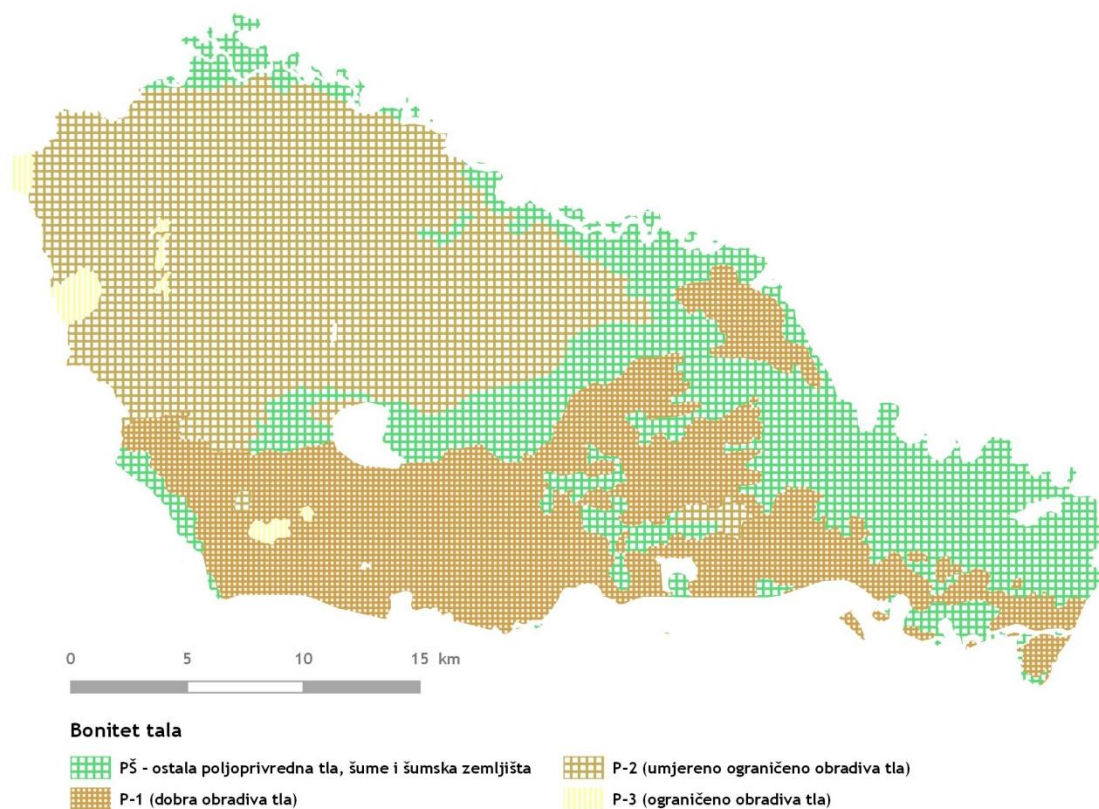 0 5 10 15 km
Bonitet tala
PŠ - ostala poljoprivredna tla, šume i šumska zemljišta
P-1 (dobra obradiva tla)
P-2 (umjereno ograničeno obradiva tla)
P-3 (ograničeno obradiva tla)